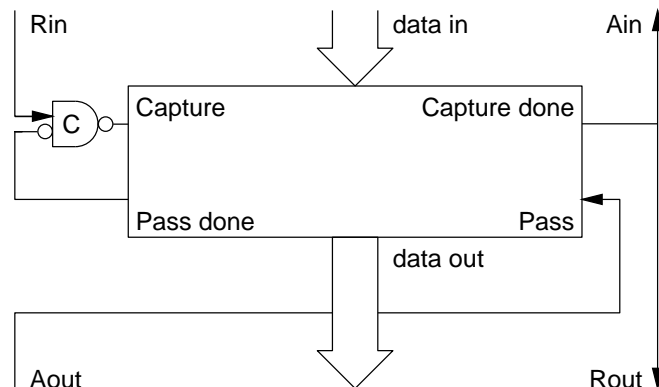 Rin
data in
Ain
C
Capture
Capture done
Pass done
Pass
data out
Aout
Rout